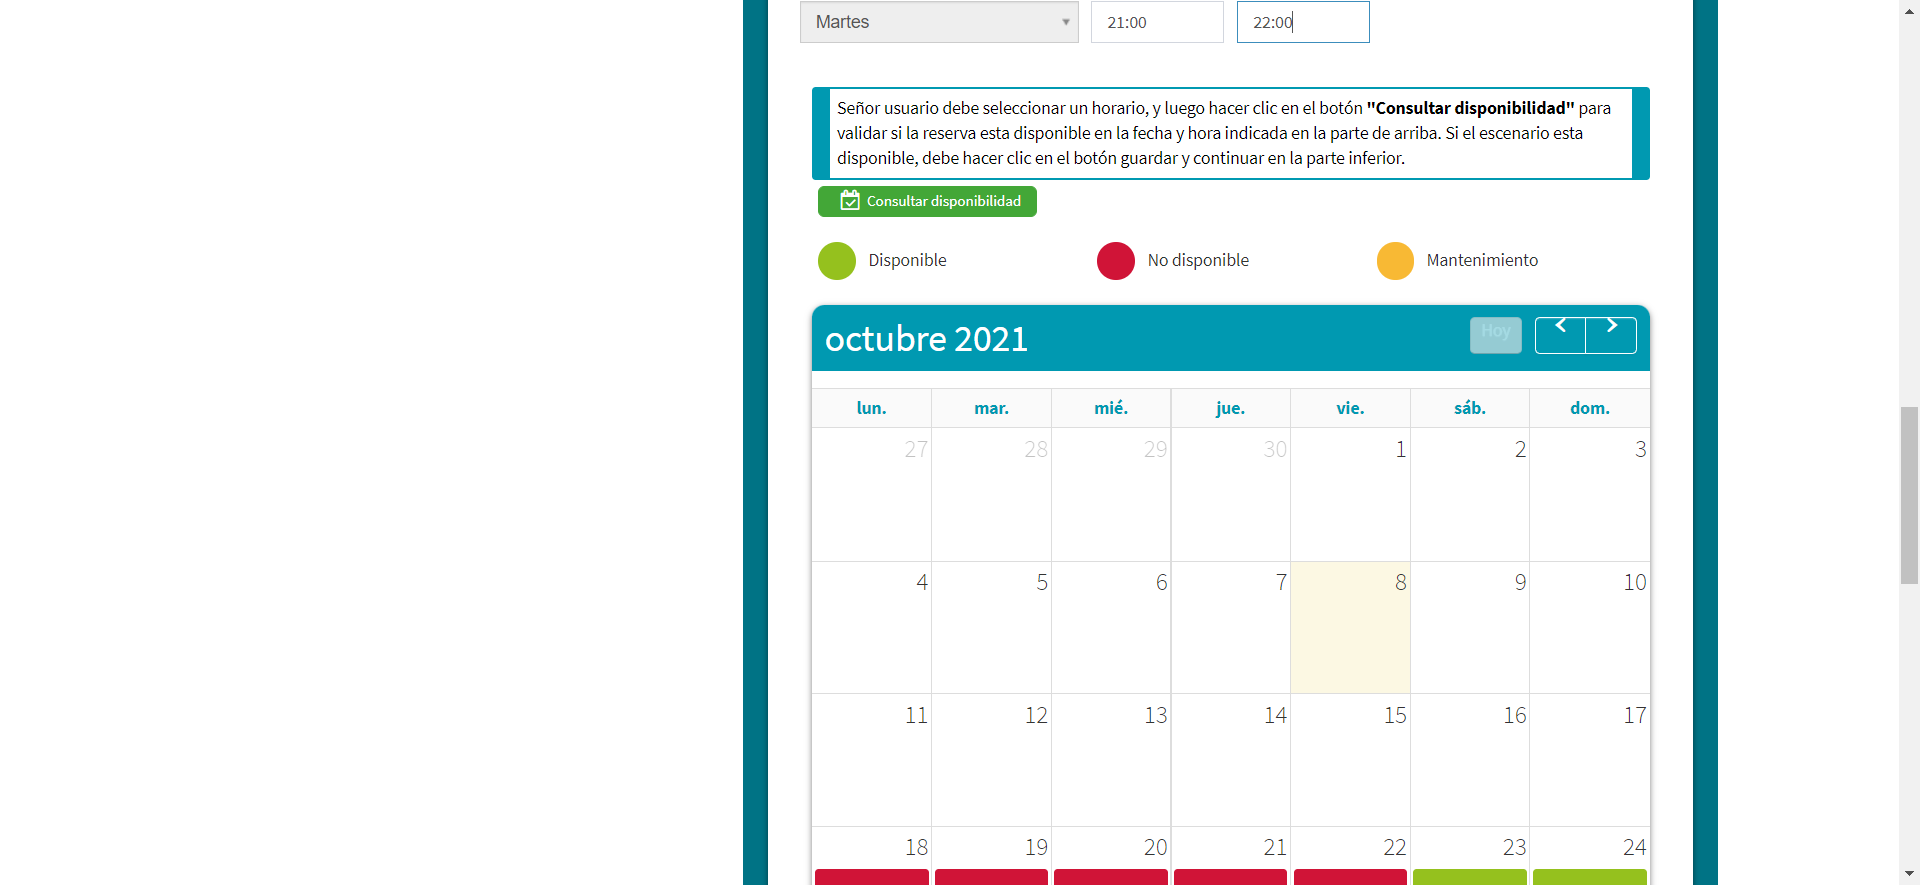 Martes 21:00 22:00
Señor usuario debe seleccionar un horario, y luego hacer clic en el botón "Consultar disponibilidad" para
validar si la reserva esta disponible en la fecha y hora indicada en la parte de arriba. Si el escenario esta
disponible, debe hacer clic en el botón guardar y continuar en la parte inferior.
Consultar disponibilidad
Disponible No disponible Mantenimiento
octubre 2021 Hoy
lun. mar. mié. jue. vie. sáb. dom.
27 28 29 30 1 2 3
4 5 6 7 8 9 10
11 12 13 14 15 16 17
18 19 20 21 22 23 24